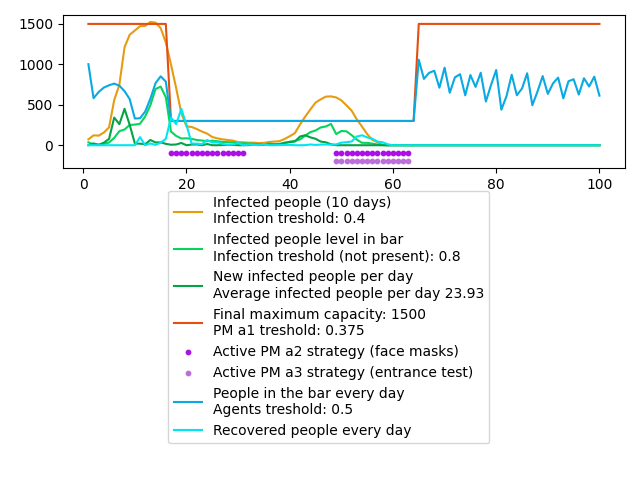 1500
1000
500
0
0
20
40
60
80
100
Infected people (10 days)
Infection treshold: 0.4
Infected people level in bar
Infection treshold (not present): 0.8
New infected people per day
Average infected people per day 23.93
Final maximum capacity: 1500
PM a1 treshold: 0.375
Active PM a2 strategy (face masks)
Active PM a3 strategy (entrance test)
People in the bar every day
Agents treshold: 0.5
Recovered people every day